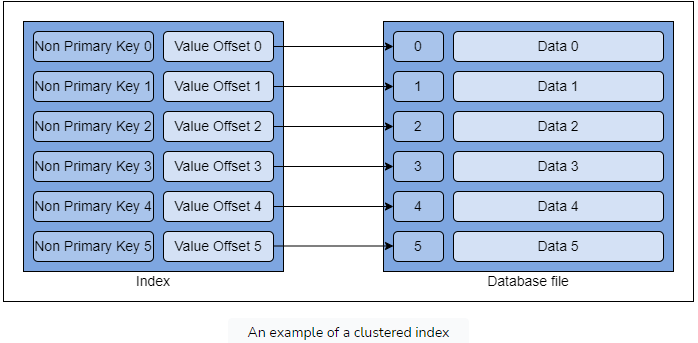 Non Primary Key 0 Value Offset 0 0 Data 0
Non Primary Key 1 Value Offset 1 1 Data 1
Non Primary Key 2 Value Offset 2 2 Data 2
Non Primary Key 3 Value Offset 3 3 Data 3
Non Primary Key 4 Value Offset 4 4 Data 4
Non Primary Key 5 Value Offset 5 5 Data 5
Index Database file
An example of a clustered index